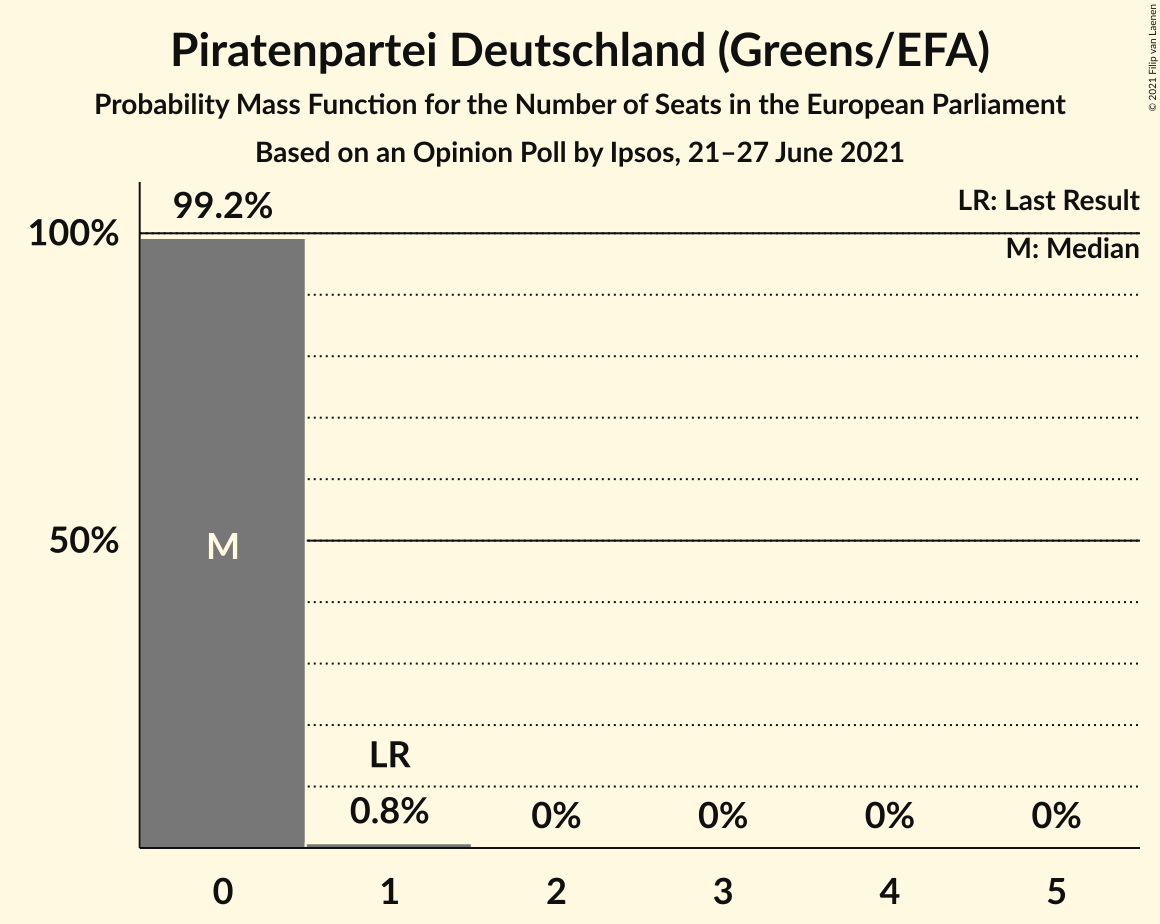 Piratenpartei Deutschland (Greens/EFA)
Probability Mass Function for the Number of Seats in the European Parliament
Based on an Opinion Poll by Ipsos, 21–27 June 2021
© 2021 Filip van Laenen
LR: Last Result
M: Median
99.2%
100%
50%
M
LR
0.8%
0%
0%
0%
0%
0
1
2
3
4
5